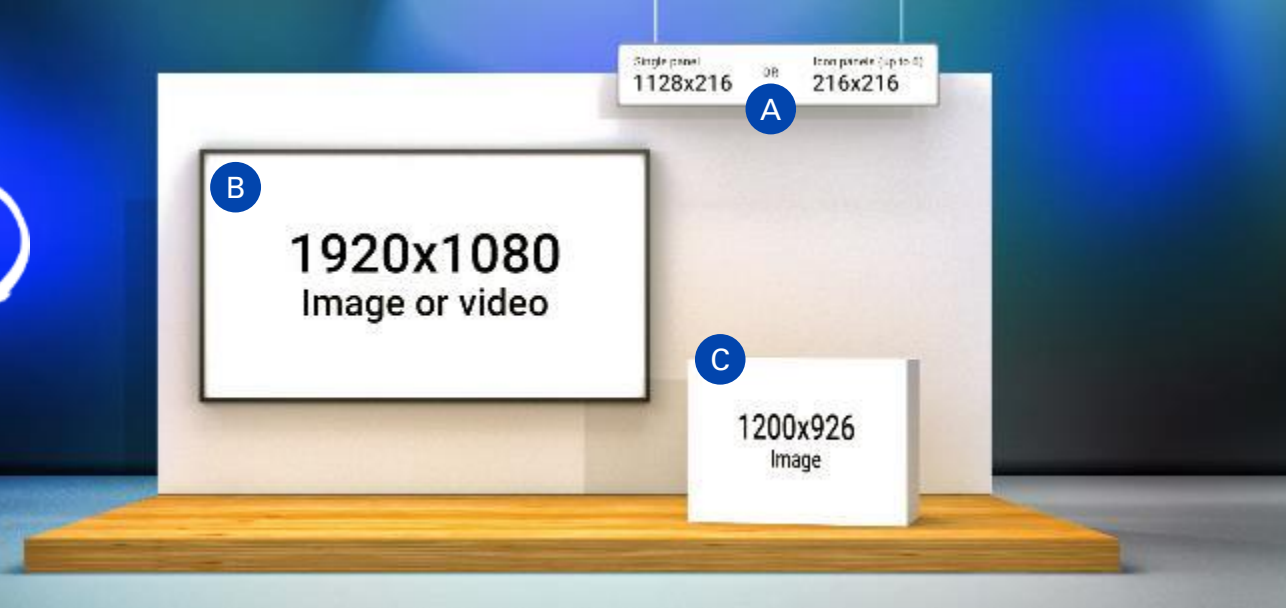 Single panel
1128x216
OR
Icon panels (up to 5)
216x216
A
B
1920x1080
Image or video
C
1200x926
Image